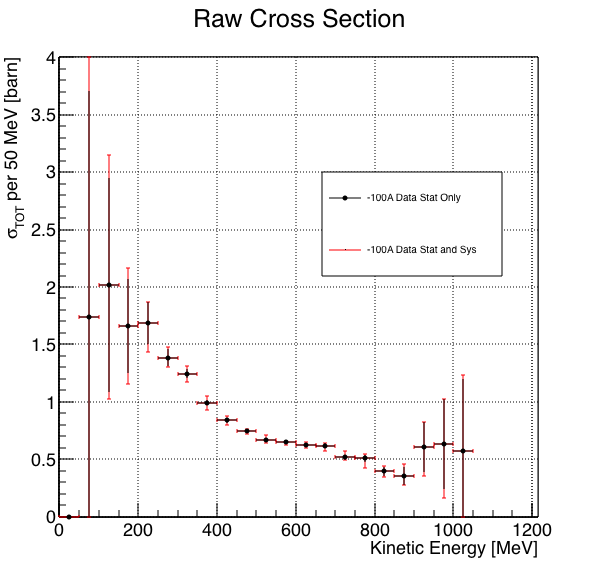 Raw Cross Section
σTOT per 50 MeV [barn]
4
3.5
3
2.5
2
1.5
1
0.5
0
-100A Data Stat Only
-100A Data Stat and Sys
0 200 400 600 800 1000 1200
Kinetic Energy [MeV]